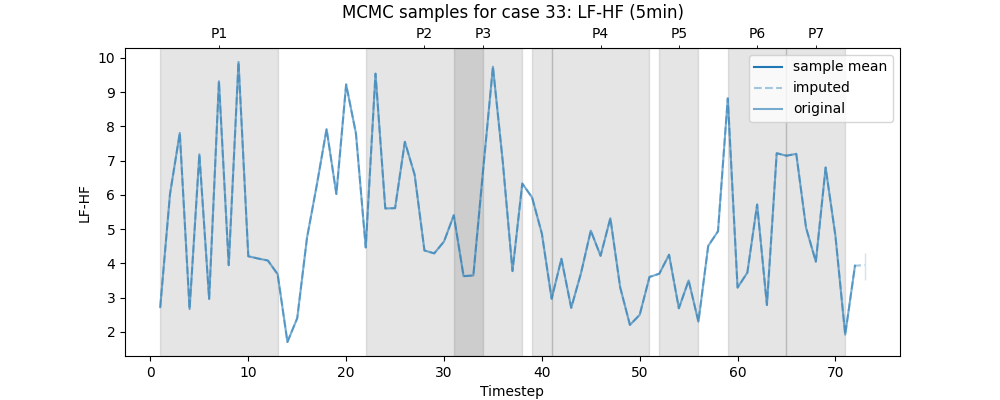 MCMC samples for case 33: LF-HF (5min)
P1 P2 P3 P4 P5 P6 P7
sample mean
imputed
original
10
9
8
7
6
5
4
3
2
LF-HF
0 10 20 30 40 50 60 70
Timestep